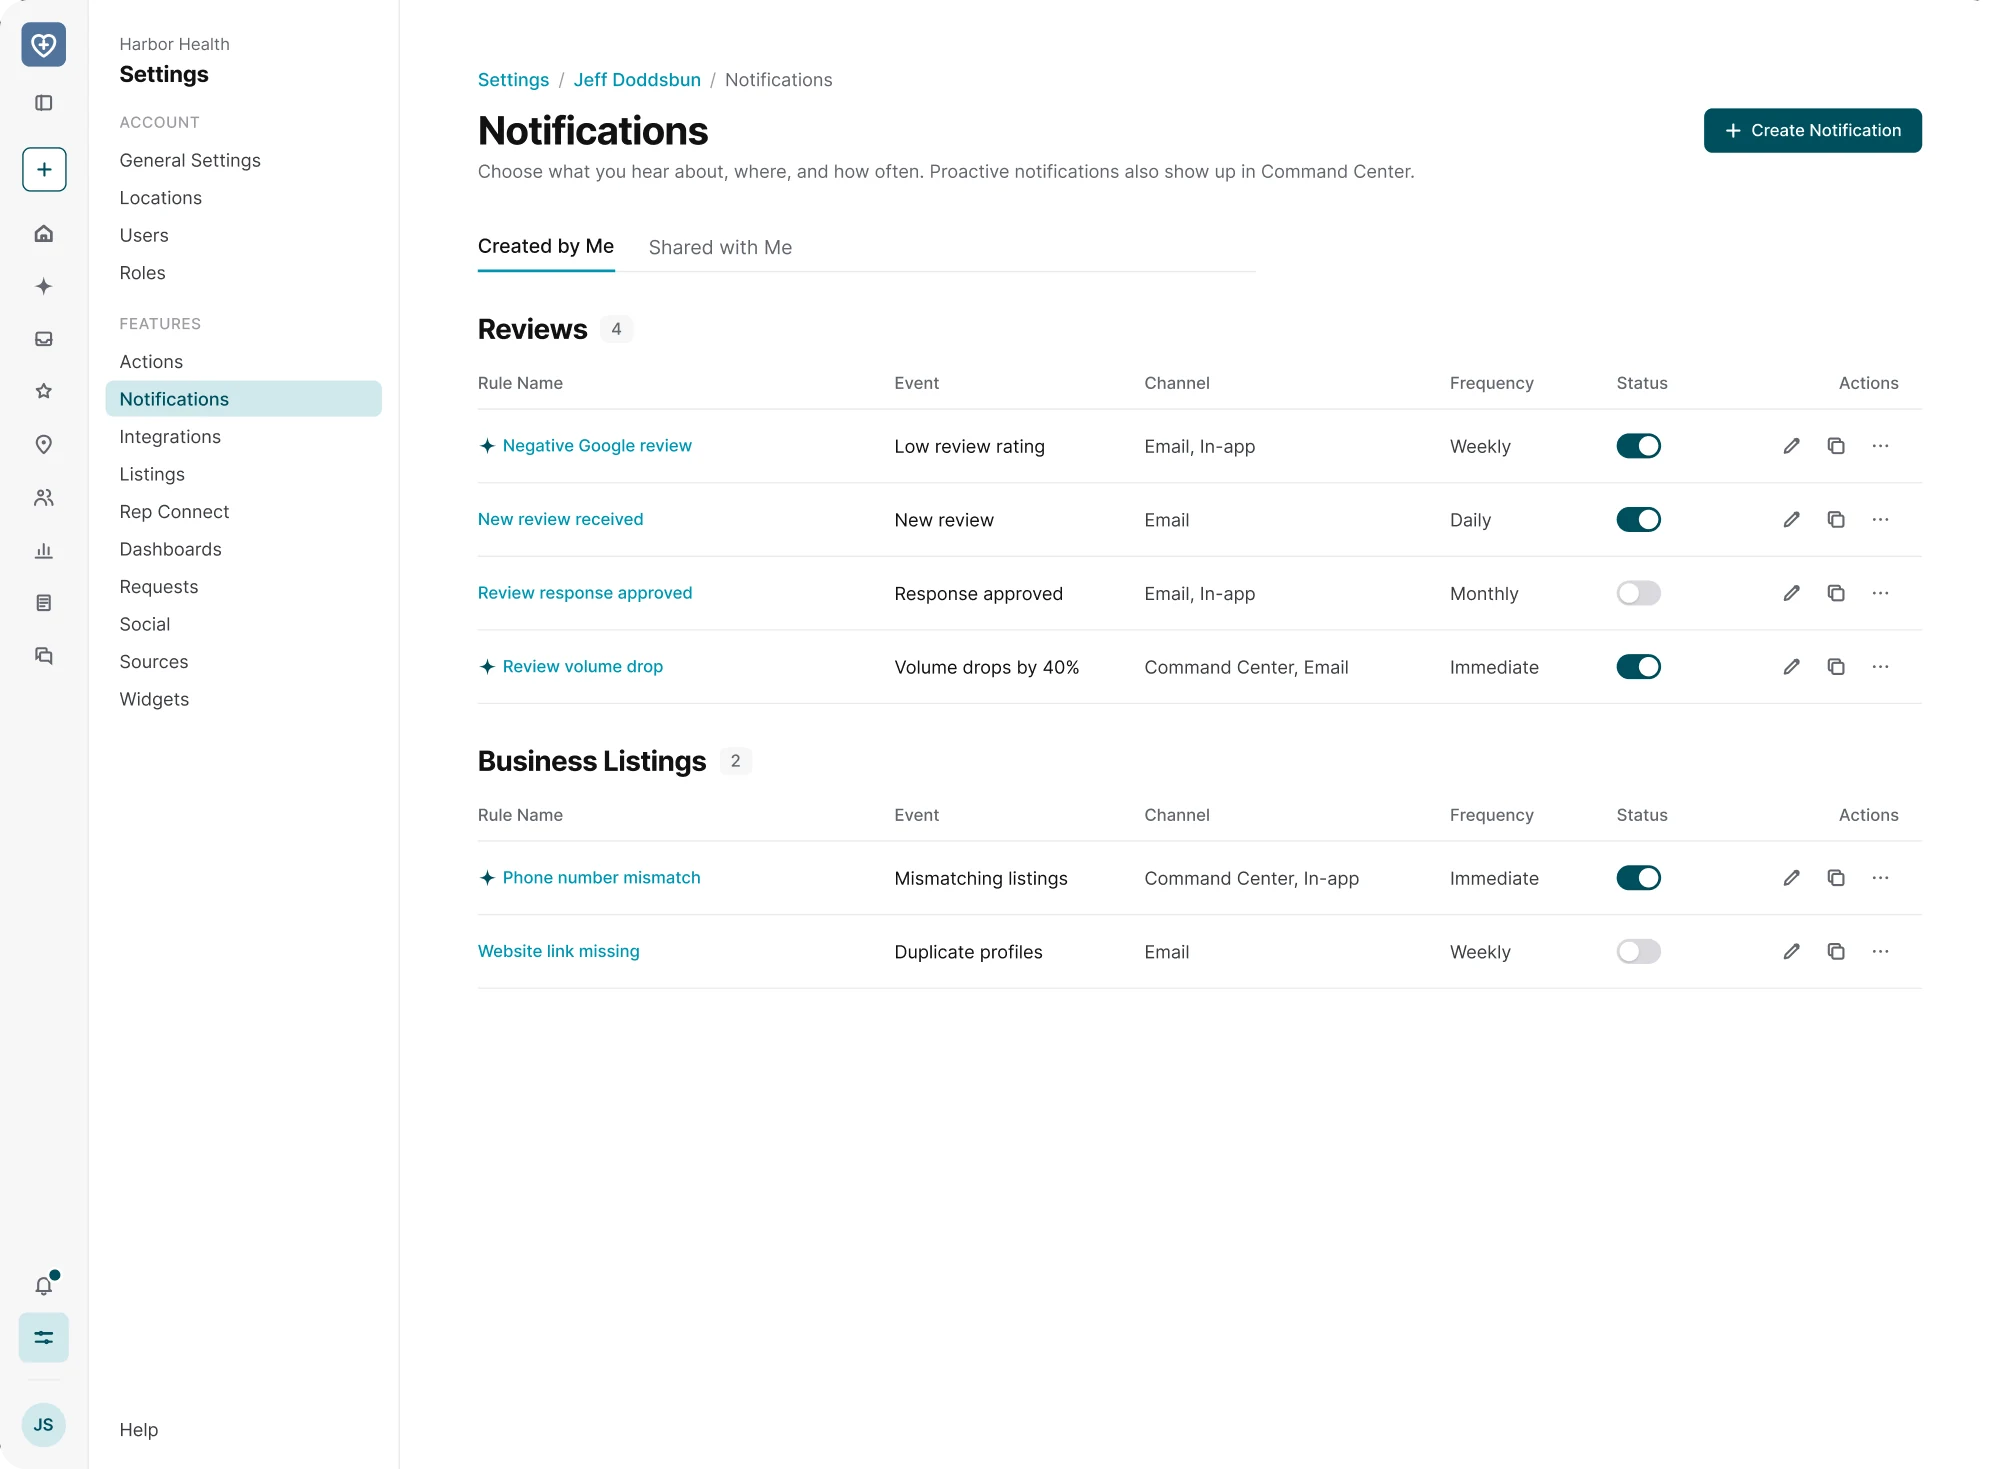 Harbor Health
Settings
ACCOUNT
General Settings
Locations
Users
Roles
FEATURES
Actions
Notifications
Integrations
Listings
Rep Connect
Dashboards
Requests
Social
Sources
Widgets
Help
JS
Settings / Jeff Doddsbun / Notifications
Notifications
Choose what you hear about, where, and how often. Proactive notifications also show up in Command Center.
+ Create Notification
Created by Me Shared with Me
Reviews 4
Rule Name Event Channel Frequency Status Actions
Negative Google review Low review rating Email, In-app Weekly
New review received New review Email Daily
Review response approved Response approved Email, In-app Monthly
Review volume drop Volume drops by 40% Command Center, Email Immediate
Business Listings 2
Rule Name Event Channel Frequency Status Actions
Phone number mismatch Mismatching listings Command Center, In-app Immediate
Website link missing Duplicate profiles Email Weekly